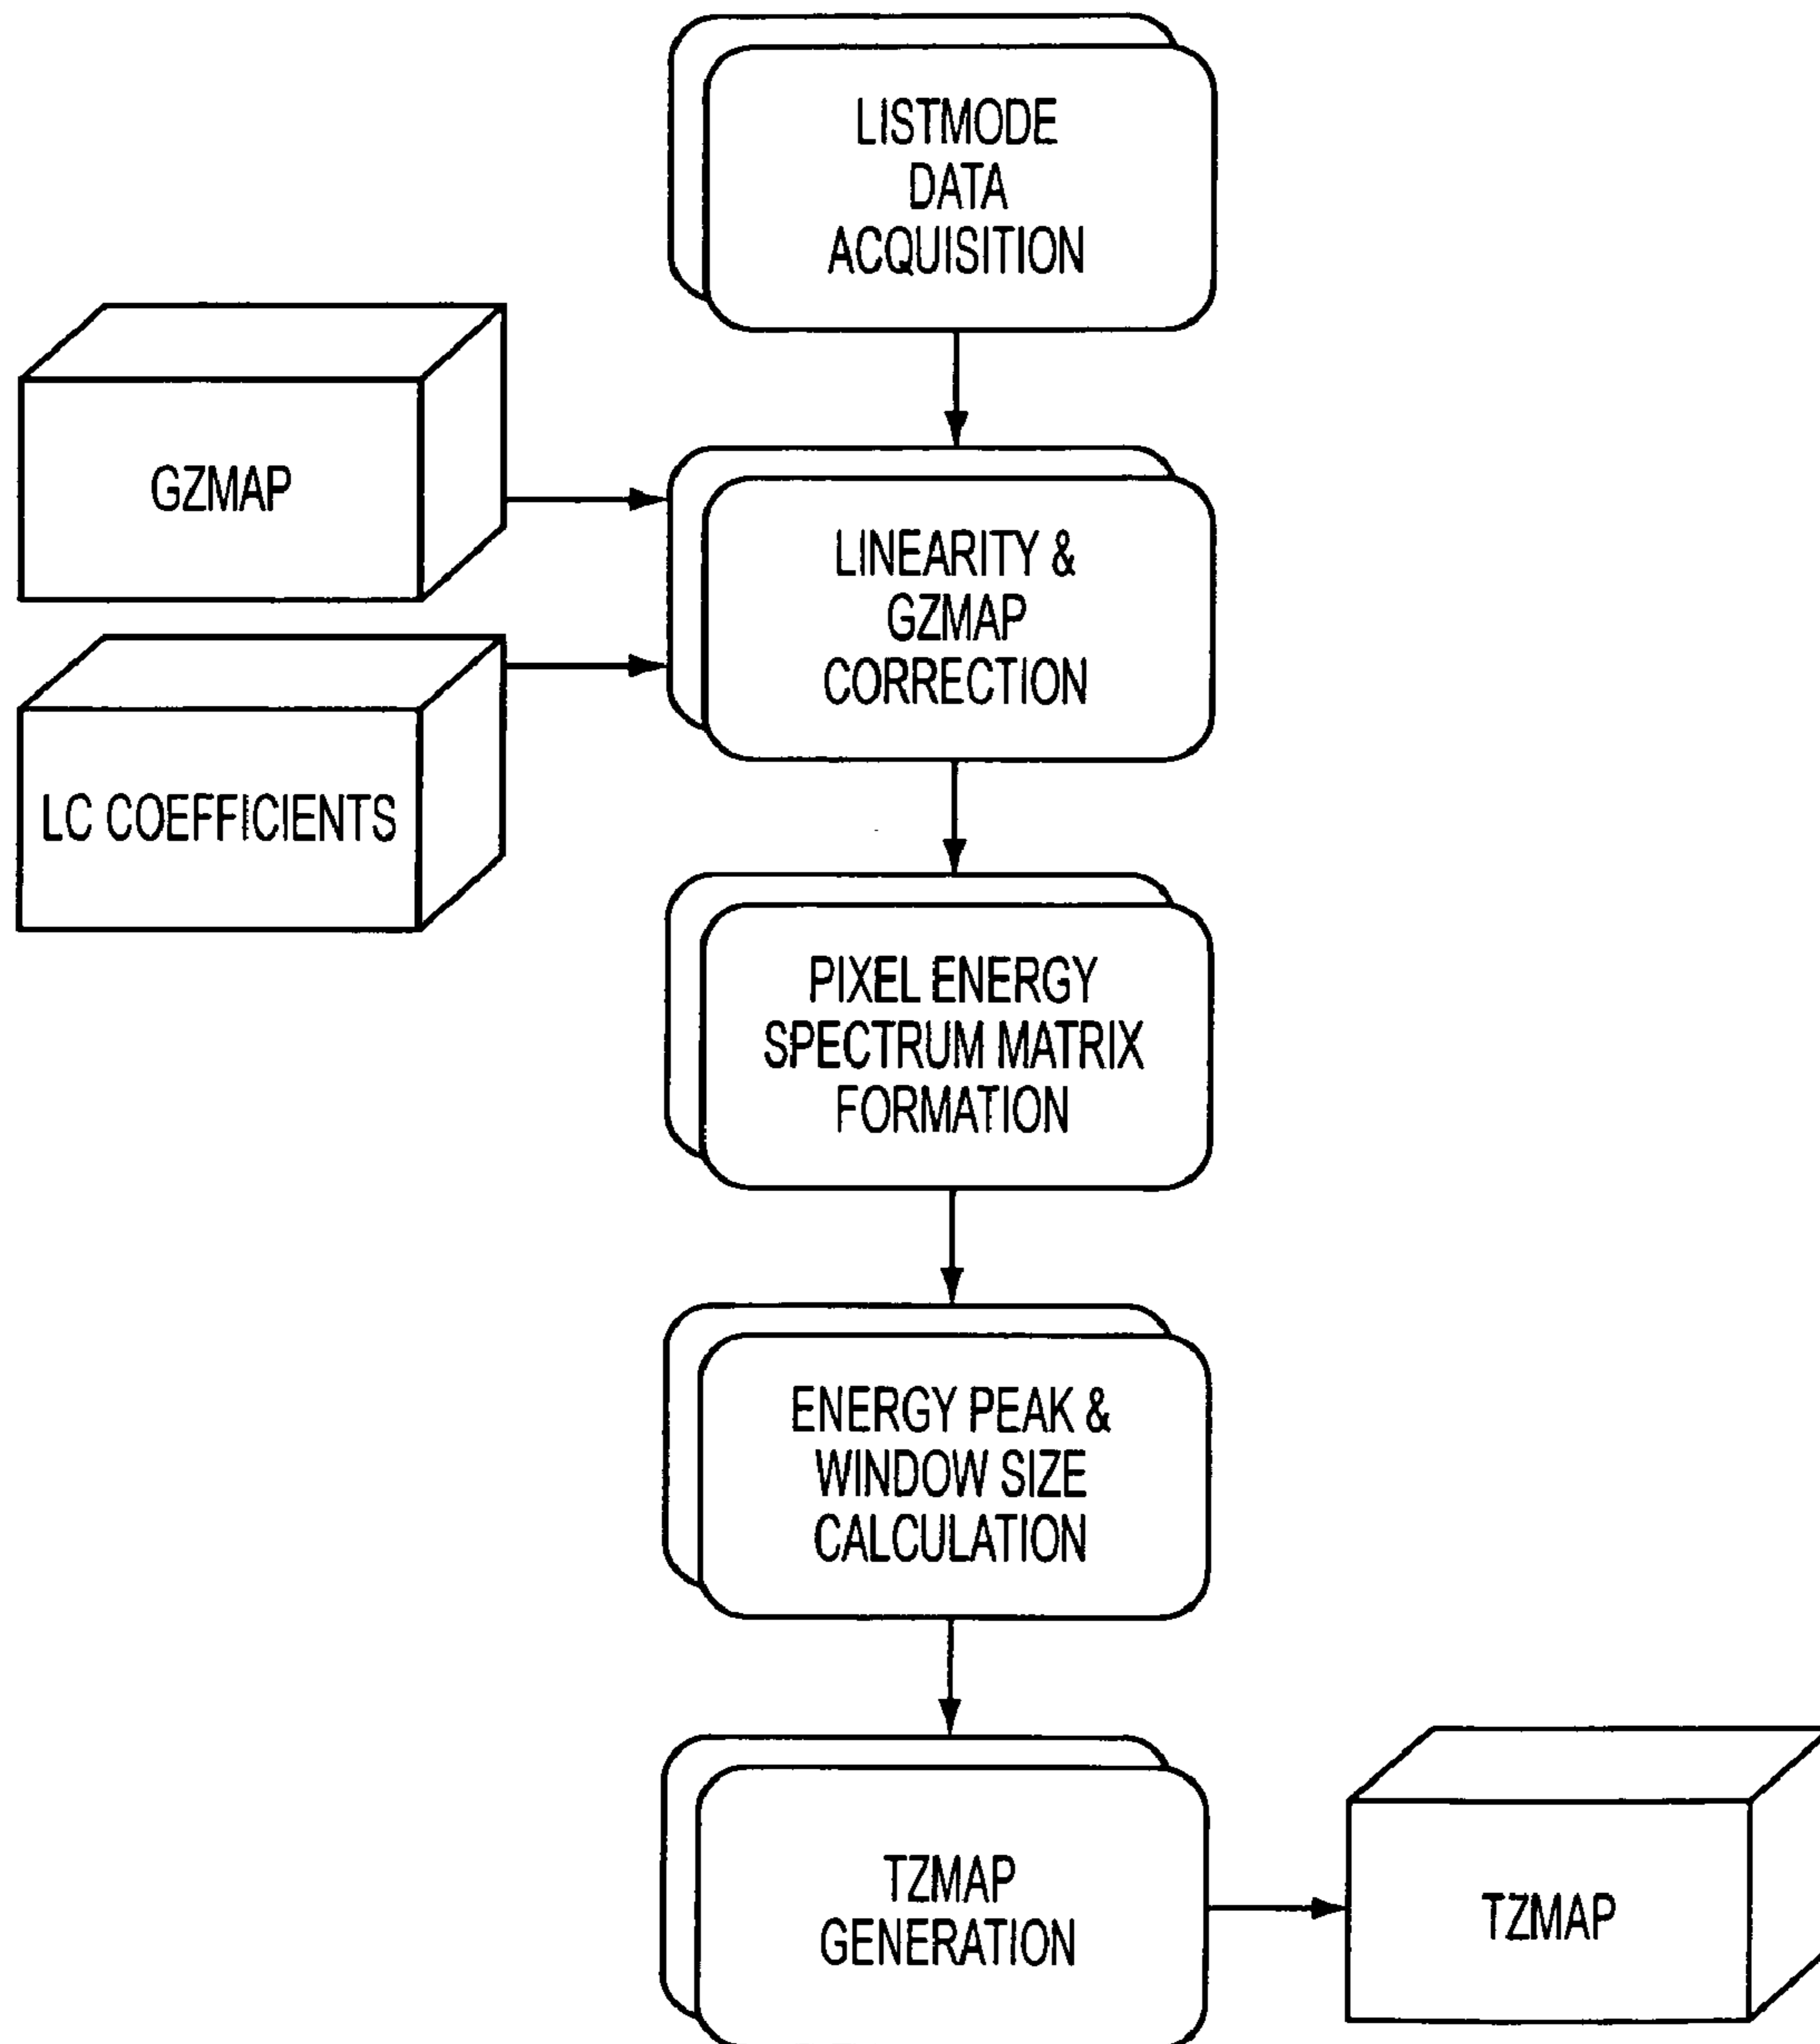 LISTMODE
DATA
ACQUISITION
GZMAP
LINEARITY &
GZMAP
CORRECTION
LC COEFFICIENTS
PIXEL ENERGY
SPECTRUM MATRIX
FORMATION
ENERGY PEAK &
WINDOW SIZE
CALCULATION
TZMAP
GENERATION
TZMAP